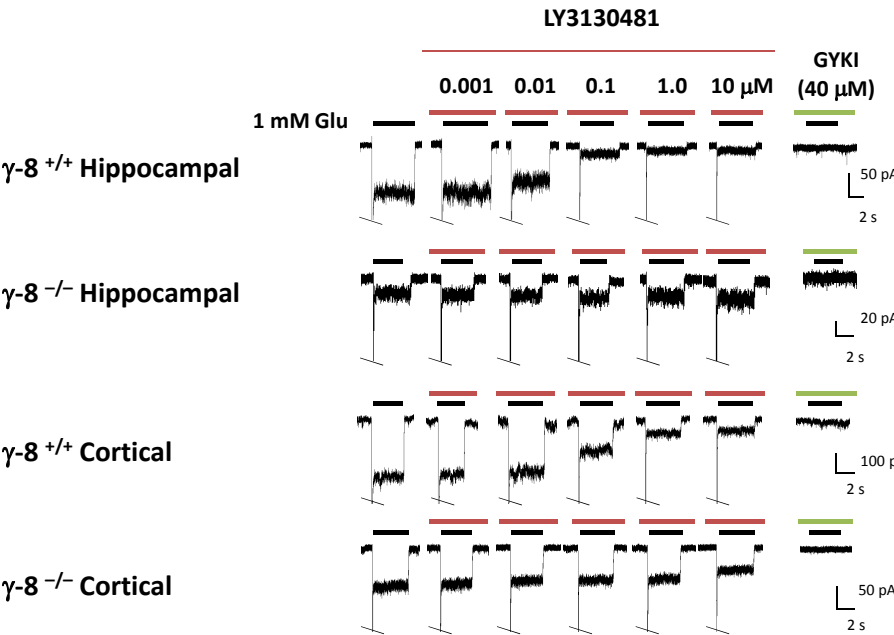 LY3130481
GYKI
(40 μM)
0.001 0.01 0.1 1.0 10 μM
1 mM Glu
γ-8 +/+ Hippocampal
50 pA
2 s
γ-8 −/− Hippocampal
20 pA
2 s
γ-8 +/+ Cortical
100 p
2 s
γ-8 −/− Cortical
50 pA
2 s